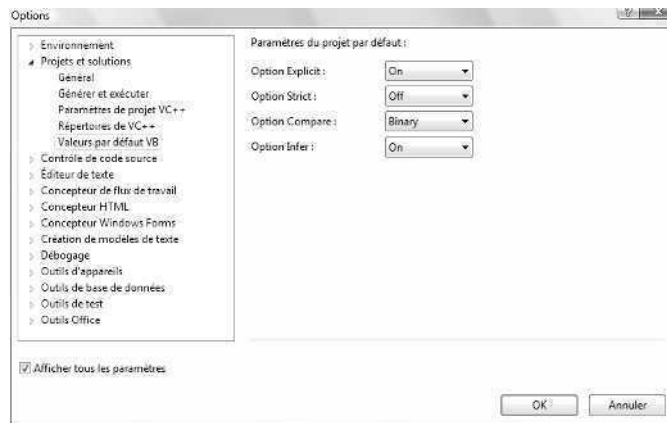 Options
Environnement
Projets et solutions
Général
Générer et exécuter
Paramètres de projet VC++
Répertoires de VC++
Valeurs par défaut VB
Contrôle de code source
Éditeur de texte
Concepteur de flux de travail
Concepteur HTML
Concepteur Windows Forms
Création de modèles de texte
Débogage
Outils d'appareils
Outils de base de données
Outils de test
Outils Office
Afficher tous les paramètres
Paramètres du projet par défaut :
Option Explicit : On
Option Strict : Off
Option Compare : Binary
Option Infer : On
OK Annuler